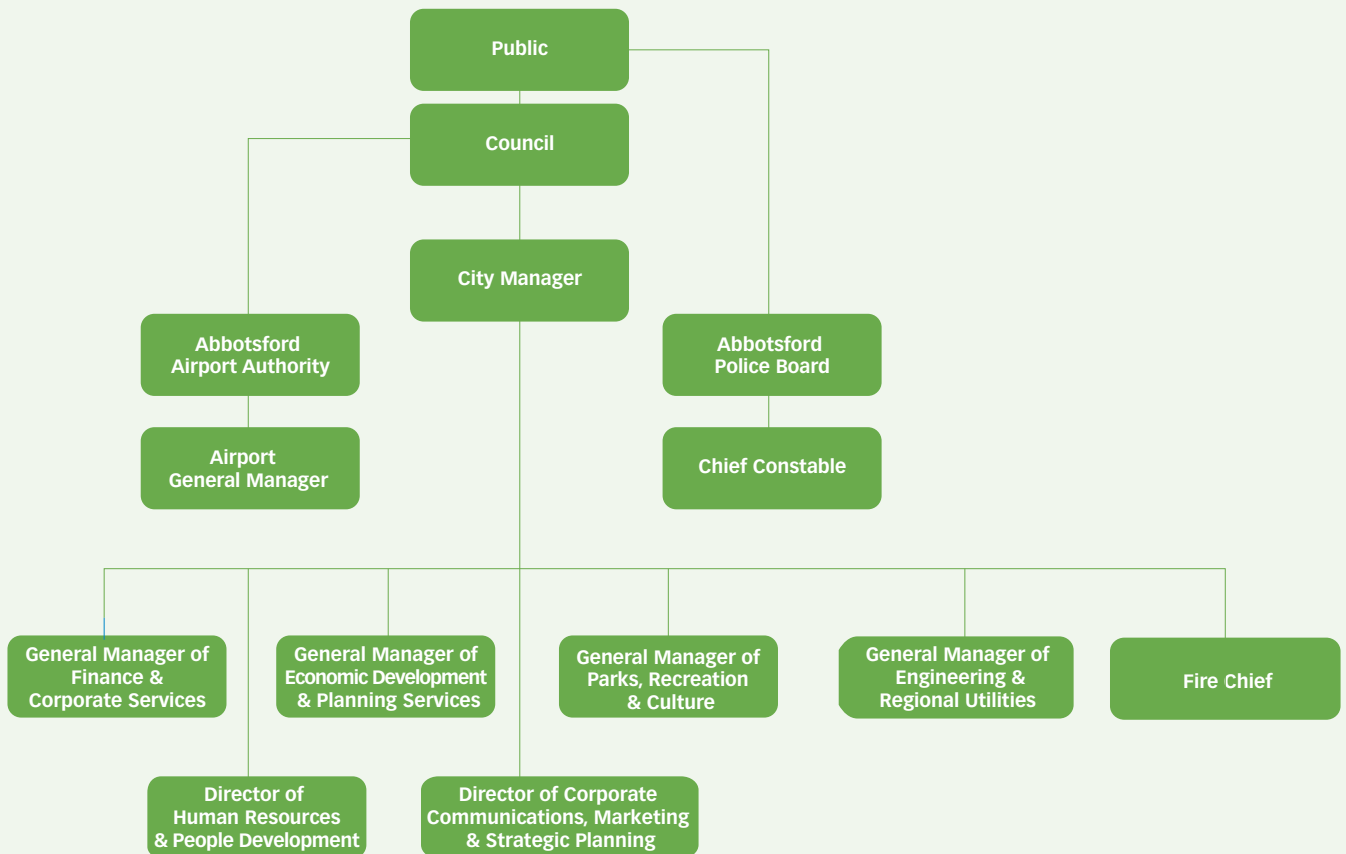 Public
Council
City Manager
Abbotsford
Airport Authority
Abbotsford
Police Board
Airport
General Manager
Chief Constable
General Manager of
Finance &
Corporate Services
General Manager of
Economic Development
& Planning Services
General Manager of
Parks, Recreation
& Culture
General Manager of
Engineering &
Regional Utilities
Fire Chief
Director of
Human Resources
& People Development
Director of Corporate
Communications, Marketing
& Strategic Planning